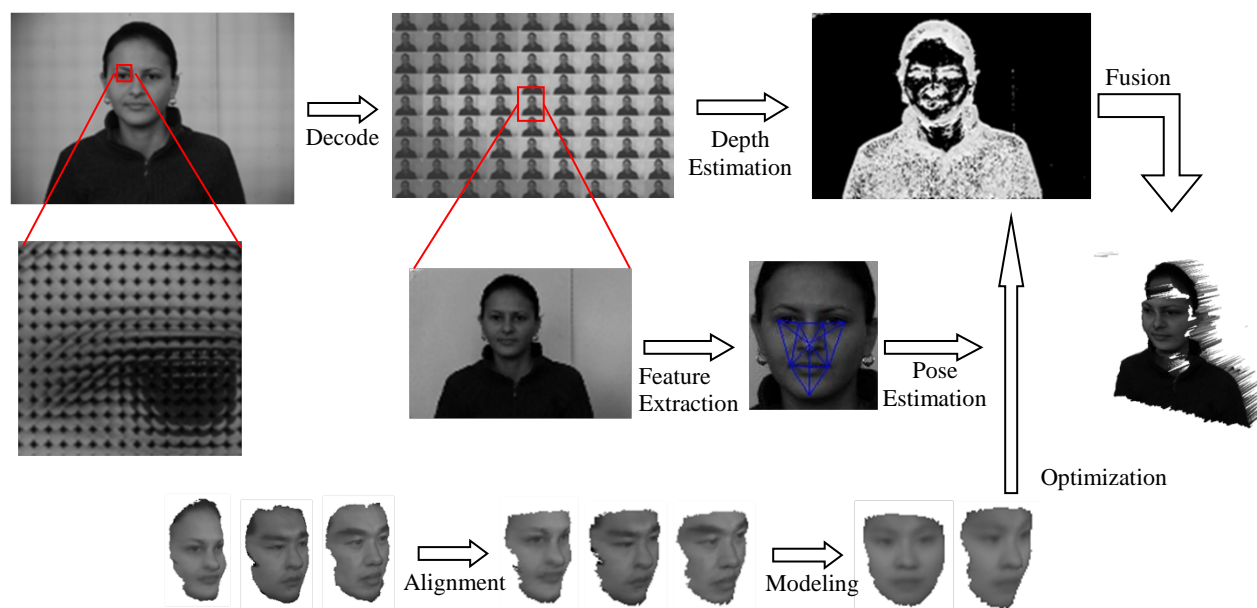 Decode
Depth
Estimation
Fusion
Feature
Extraction
Pose
Estimation
Optimization
Alignment
Modeling